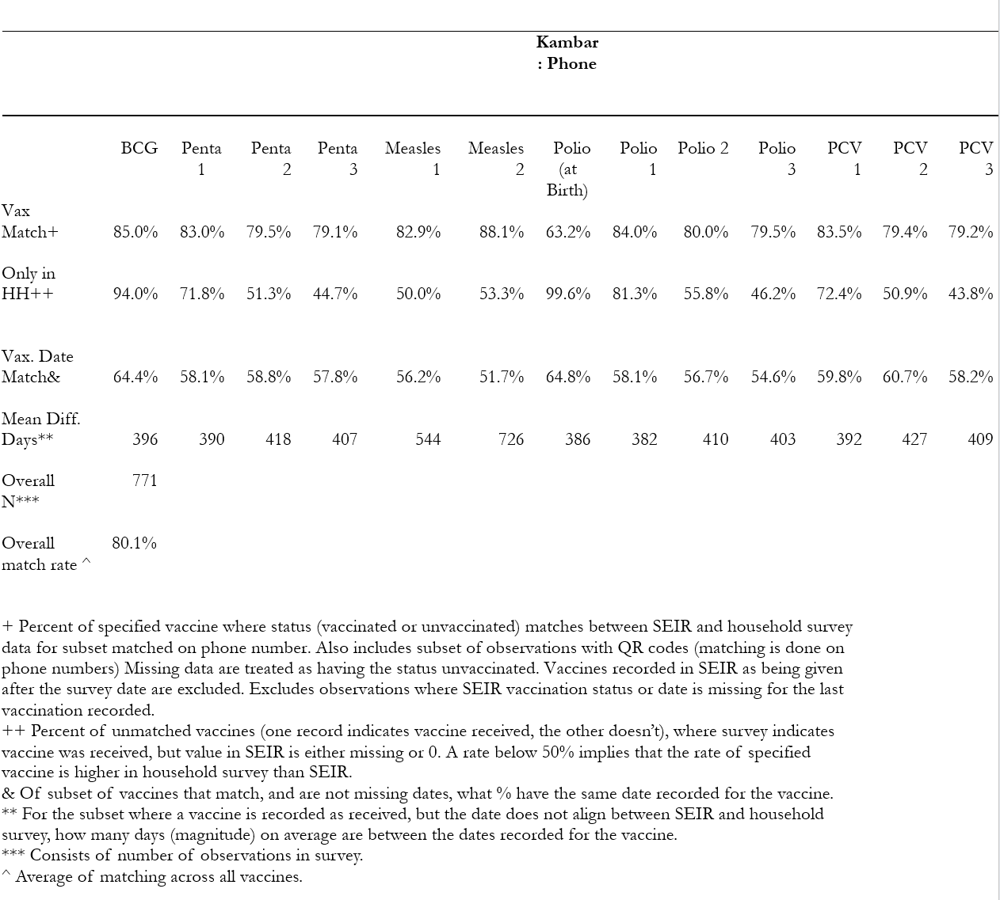 Kambar
: Phone
BCG Penta 1 Penta 2 Penta 3 Measles 1 Measles 2 Polio (at Birth) Polio 1 Polio 2 Polio 3 PCV 1 PCV 2 PCV 3
Vax
Match+ 85.0% 83.0% 79.5% 79.1% 82.9% 88.1% 63.2% 84.0% 80.0% 79.5% 83.5% 79.4% 79.2%
Only in
HH++ 94.0% 71.8% 51.3% 44.7% 50.0% 53.3% 99.6% 81.3% 55.8% 46.2% 72.4% 50.9% 43.8%
Vax. Date
Match& 64.4% 58.1% 58.8% 57.8% 56.2% 51.7% 64.8% 58.1% 56.7% 54.6% 59.8% 60.7% 58.2%
Mean Diff.
Days** 396 390 418 407 544 726 386 382 410 403 392 427 409
Overall 771
N***
Overall 80.1%
match rate ^
+ Percent of specified vaccine where status (vaccinated or unvaccinated) matches between SEIR and household survey
data for subset matched on phone number. Also includes subset of observations with QR codes (matching is done on
phone numbers) Missing data are treated as having the status unvaccinated. Vaccines recorded in SEIR as being given
after the survey date are excluded. Excludes observations where SEIR vaccination status or date is missing for the last
vaccination recorded.
++ Percent of unmatched vaccines (one record indicates vaccine received, the other doesn’t), where survey indicates
vaccine was received, but value in SEIR is either missing or 0. A rate below 50% implies that the rate of specified
vaccine is higher in household survey than SEIR.
& Of subset of vaccines that match, and are not missing dates, what % have the same date recorded for the vaccine.
** For the subset where a vaccine is recorded as received, but the date does not align between SEIR and household
survey, how many days (magnitude) on average are between the dates recorded for the vaccine.
*** Consists of number of observations in survey.
^ Average of matching across all vaccines.